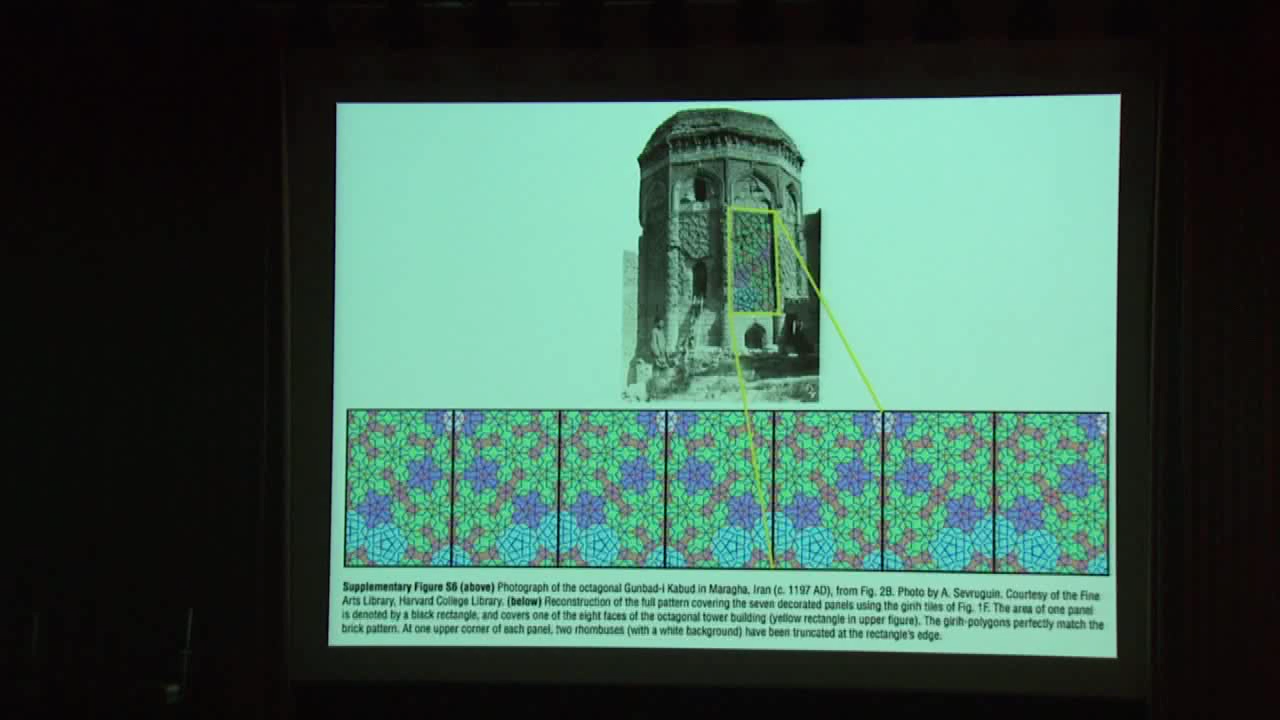 Supplementary Figure S6 (above) Photograph of the octagonal Gunbad-i Kabud in Maragha, Iran (c. 1197 AD), from Fig. 2B. Photo by A. Sevruguin. Courtesy of the Fine
Arts Library, Harvard College Library. (below) Reconstruction of the full pattern covering the seven decorated panels using the girih tiles of Fig. 1F. The area of one panel
is denoted by a black rectangle, and covers one of the eight faces of the octagonal tower building (yellow rectangle in upper figure). The girih-polygons perfectly match the
brick pattern. At one upper corner of each panel, two rhombuses (with a white background) have been truncated at the rectangle's edge.